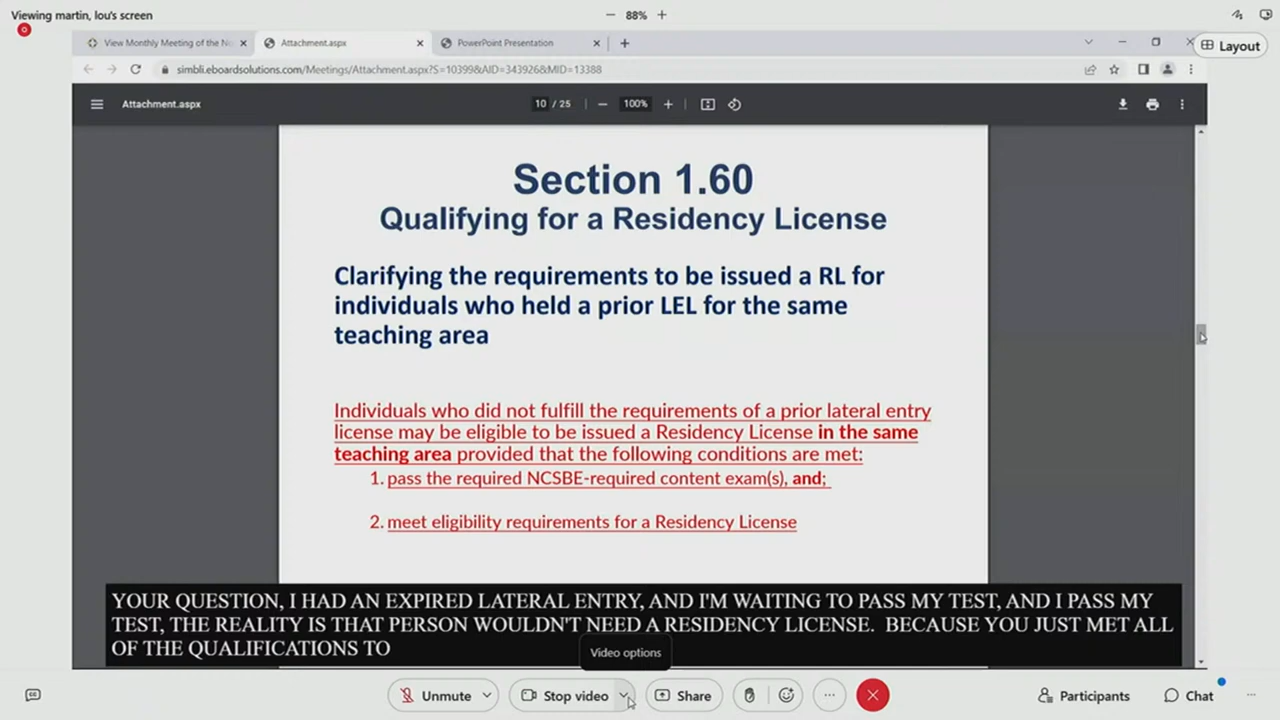 Viewing martin, lou's screen
88%
Layout
View Monthly Meeting of the No
Attachment.aspx
PowerPoint Presentation
simbli.eboardsolutions.com/Meetings/Attachment.aspx?S=10399&AID=343926&MID=13388
Attachment.aspx
10 / 25
100%
Section 1.60
Qualifying for a Residency License
Clarifying the requirements to be issued a RL for
individuals who held a prior LEL for the same
teaching area
Individuals who did not fulfill the requirements of a prior lateral entry
license may be eligible to be issued a Residency License in the same
teaching area provided that the following conditions are met:
1. pass the required NCSBE-required content exam(s), and;
2. meet eligibility requirements for a Residency License
YOUR QUESTION, I HAD AN EXPIRED LATERAL ENTRY, AND I'M WAITING TO PASS MY TEST, AND I PASS MY
TEST, THE REALITY IS THAT PERSON WOULDN'T NEED A RESIDENCY LICENSE. BECAUSE YOU JUST MET ALL
OF THE QUALIFICATIONS TO
Video options
Unmute
Stop video
Share
Participants
Chat